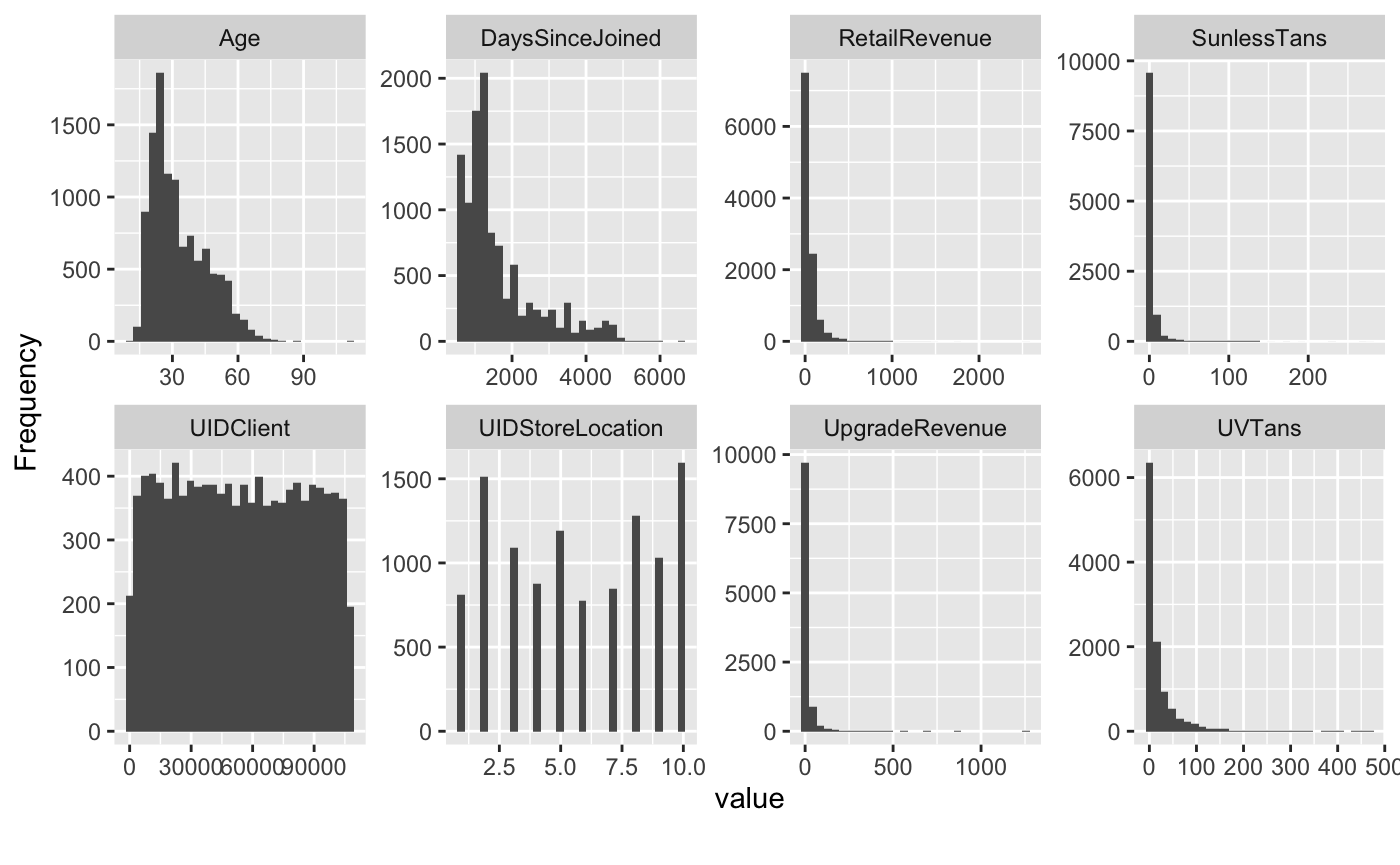 Age
DaysSinceJoined
RetailRevenue
SunlessTans
1500
1000
500
0
30 60 90
2000
1500
1000
500
0
2000 4000 6000
6000
4000
2000
0
0 1000 2000
10000
7500
5000
2500
0
0 100 200
Frequency
UIDClient
UIDStoreLocation
UpgradeRevenue
UVTans
400
300
200
100
0
0 30000 60000 90000
1500
1000
500
0
2.5 5.0 7.5 10.0
10000
7500
5000
2500
0
0 500 1000
6000
4000
2000
0
0 100 200 300 400 500
value